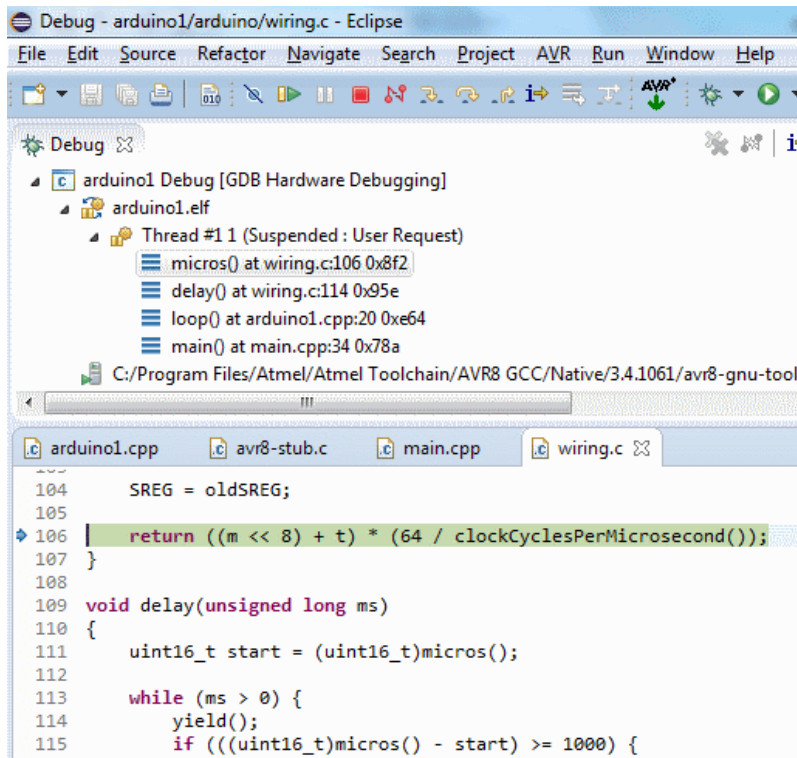 Debug - arduino1/arduino/wiring.c - Eclipse
File Edit Source Refactor Navigate Search Project AVR Run Window Help
010 AVR
Debug
arduino1 Debug [GDB Hardware Debugging]
arduino1.elf
Thread #1 1 (Suspended : User Request)
micros() at wiring.c:106 0x8f2
delay() at wiring.c:114 0x95e
loop() at arduino1.cpp:20 0xe64
main() at main.cpp:34 0x78a
C:/Program Files/Atmel/Atmel Toolchain/AVR8 GCC/Native/3.4.1061/avr8-gnu-tool
arduino1.cpp avr8-stub.c main.cpp wiring.c
104 SREG = oldSREG;
105
106 return ((m << 8) + t) * (64 / clockCyclesPerMicrosecond());
107 }
108
109 void delay(unsigned long ms)
110 {
111 uint16_t start = (uint16_t)micros();
112
113 while (ms > 0) {
114 yield();
115 if (((uint16_t)micros() - start) >= 1000) {